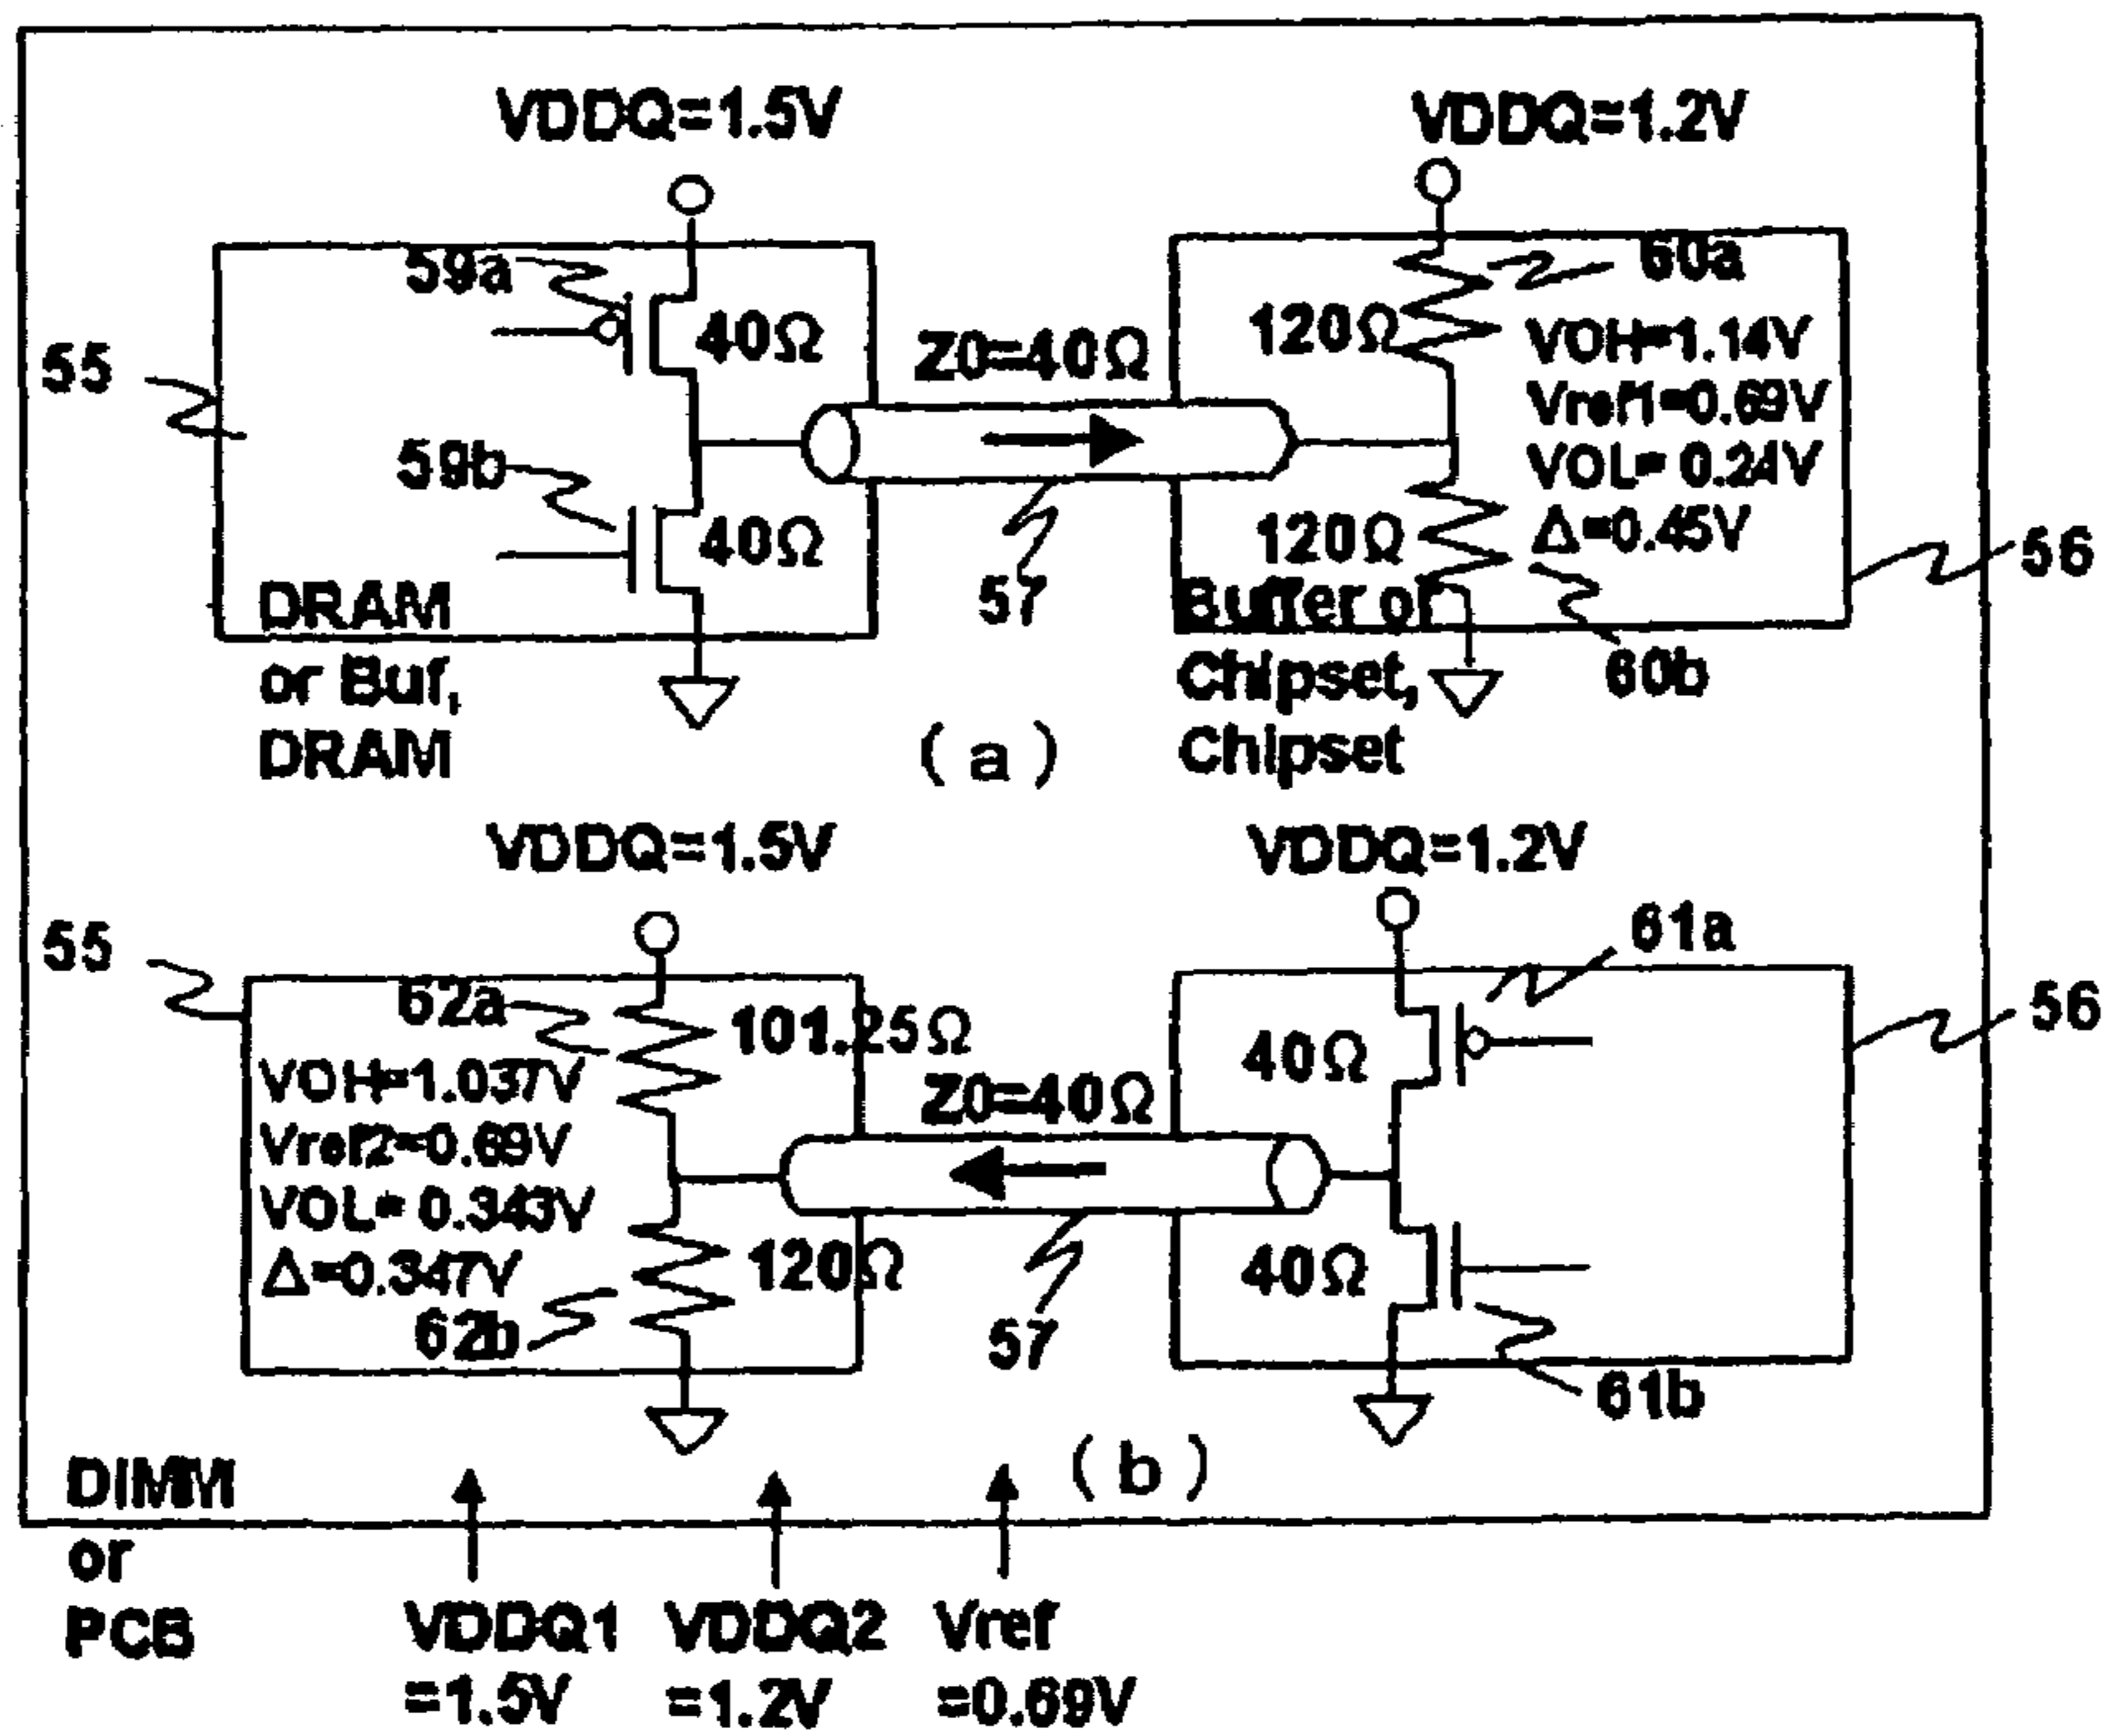 VDDQ=1.5V
VDDQ=1.2V
59a
60a
40Ω
Z0=40Ω
120Ω
VOH=1.14V
Vref1=0.69V
VOL= 0.24V
Δ=0.45V
55
59b
40Ω
120Ω
56
57
DRAM
or Buf,
DRAM
Buffer of
Chipset,
Chipset
60b
(a)
VDDQ=1.5V
VDDQ=1.2V
55
61a
62a
101.25Ω
40Ω
56
VOH=1.037V
Vref2=0.69V
VOL= 0.343V
Δ=0.347V
Z0=40Ω
62b
120Ω
40Ω
57
61b
(b)
DIMM
or
PCB
VDDQ1
=1.5V
VDDQ2
=1.2V
Vref
=0.69V